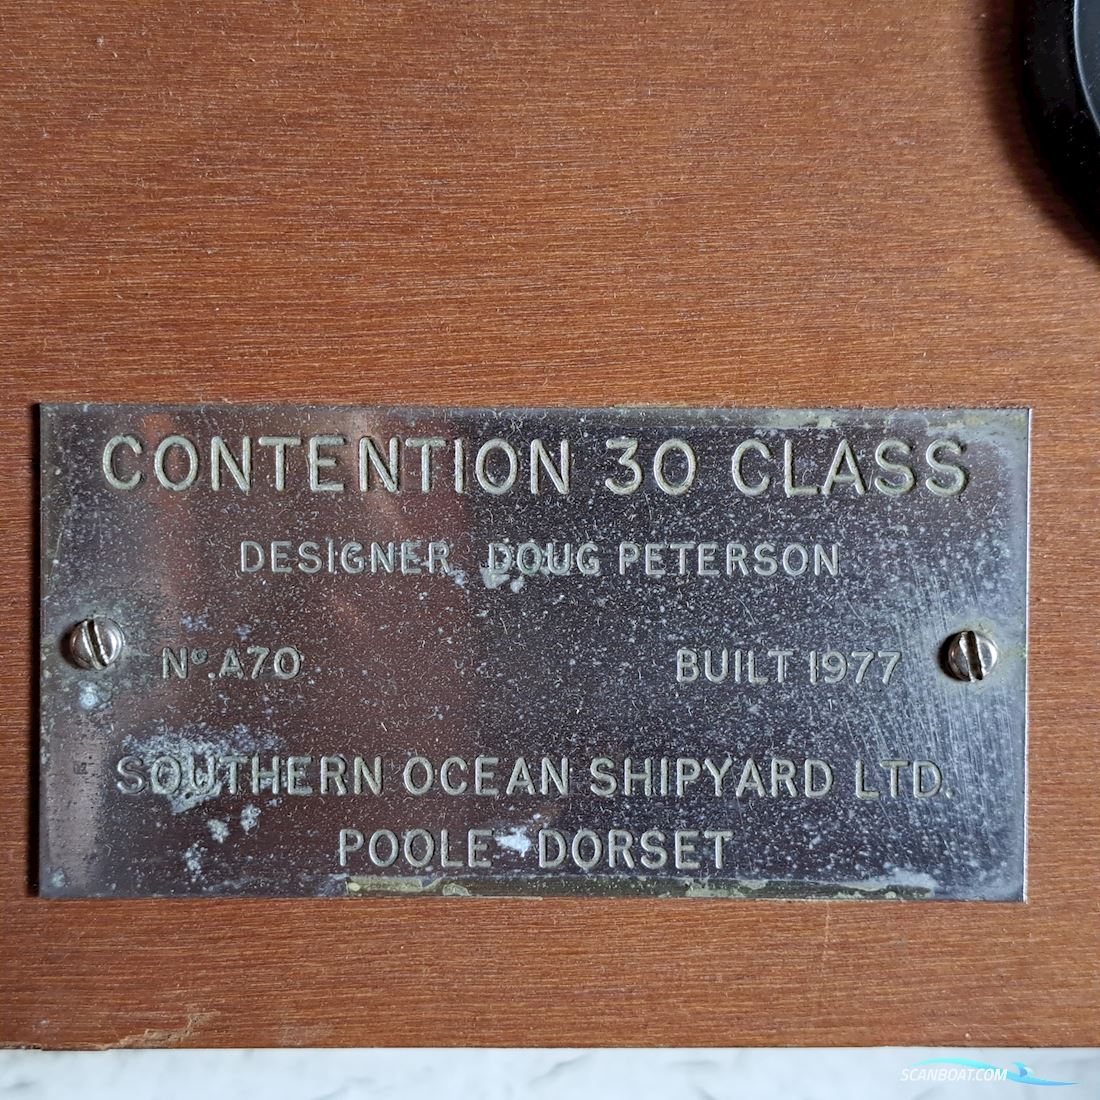 CONTENTION 30 CLASS
DESIGNER DOUG PETERSON
No. A70 BUILT 1977
SOUTHERN OCEAN SHIPYARD LTD.
POOLE DORSET
SCANBOAT.COM